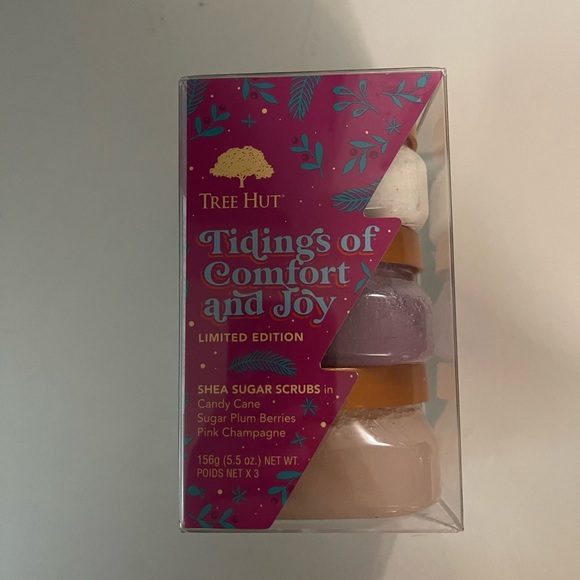 TREE HUT®
Tidings of
Comfort
and Joy
LIMITED EDITION
SHEA SUGAR SCRUBS in
Candy Cane
Sugar Plum Berries
Pink Champagne
156g (5.5 oz.) NET WT.
POIDS NET X 3